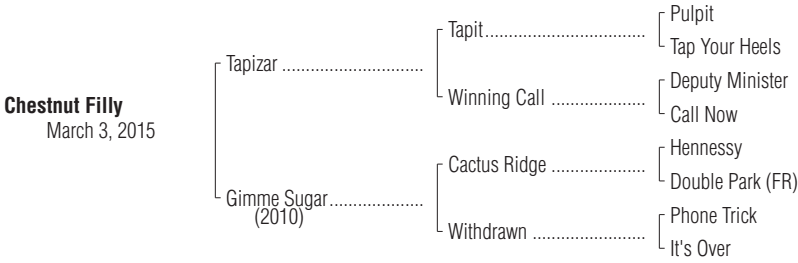 Pulpit
Tapit
Tap Your Heels
Tapizar
Deputy Minister
Winning Call
Call Now
Chestnut Filly
March 3, 2015
Hennessy
Cactus Ridge
Double Park (FR)
Gimme Sugar
(2010)
Phone Trick
Withdrawn
It's Over